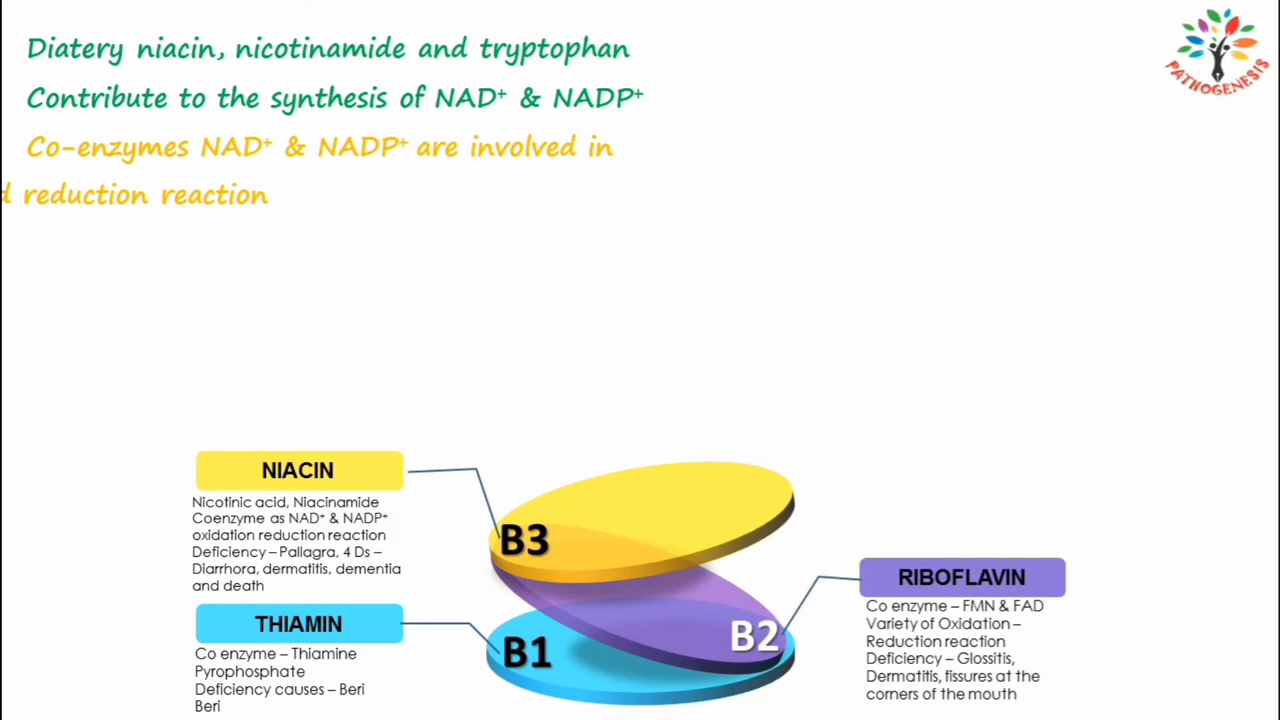 Diatery niacin, nicotinamide and tryptophan
Contribute to the synthesis of NAD⁺ & NADP⁺
Co-enzymes NAD⁺ & NADP⁺ are involved in
d reduction reaction
PATHOGENESIS
NIACIN
Nicotinic acid, Niacinamide
Coenzyme as NAD⁺ & NADP⁺
oxidation reduction reaction
Deficiency – Pallagra, 4 Ds –
Diarrhora, dermatitis, dementia
and death
B3
THIAMIN
Co enzyme – Thiamine
Pyrophosphate
Deficiency causes – Beri
Beri
B1
RIBOFLAVIN
Co enzyme – FMN & FAD
Variety of Oxidation –
Reduction reaction
Deficiency – Glossitis,
Dermatitis, fissures at the
corners of the mouth
B2